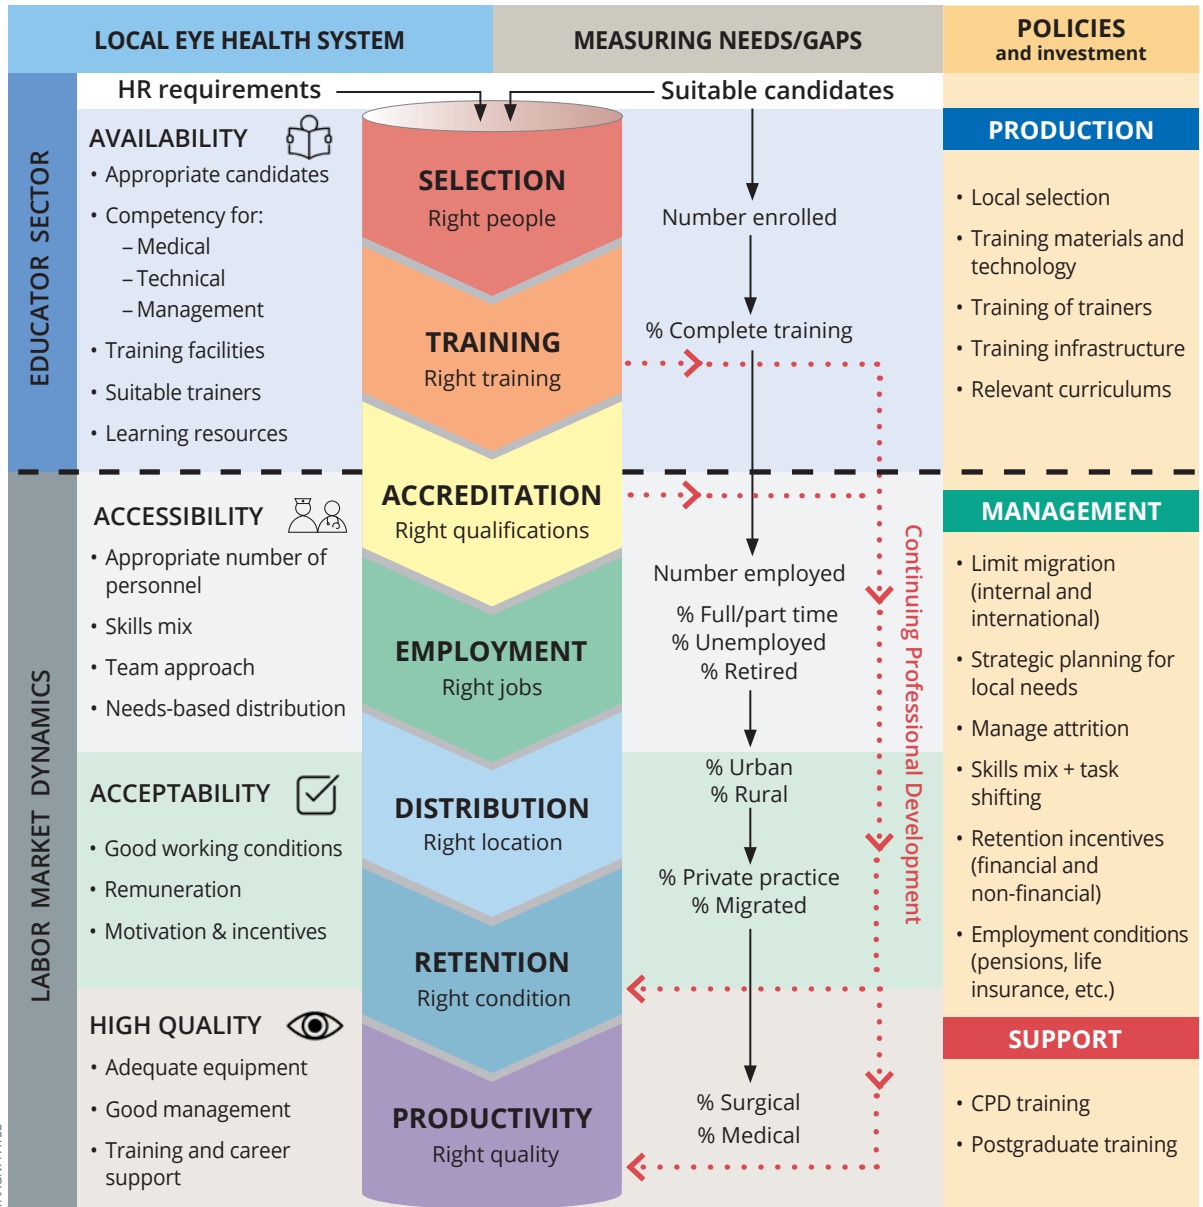 LOCAL EYE HEALTH SYSTEM
MEASURING NEEDS/GAPS
POLICIES
and investment
HR requirements
Suitable candidates
EDUCATOR SECTOR
AVAILABILITY
• Appropriate candidates
• Competency for:
– Medical
– Technical
– Management
• Training facilities
• Suitable trainers
• Learning resources
SELECTION
Right people
TRAINING
Right training
Number enrolled
% Complete training
PRODUCTION
• Local selection
• Training materials and
technology
• Training of trainers
• Training infrastructure
• Relevant curriculums
LABOR MARKET DYNAMICS
ACCESSIBILITY
• Appropriate number of
personnel
• Skills mix
• Team approach
• Needs-based distribution
ACCREDITATION
Right qualifications
EMPLOYMENT
Right jobs
Number employed
% Full/part time
% Unemployed
% Retired
Continuing Professional Development
MANAGEMENT
• Limit migration
(internal and
international)
• Strategic planning for
local needs
• Manage attrition
• Skills mix + task
shifting
• Retention incentives
(financial and
non-financial)
• Employment conditions
(pensions, life
insurance, etc.)
ACCEPTABILITY
• Good working conditions
• Remuneration
• Motivation & incentives
DISTRIBUTION
Right location
RETENTION
Right condition
% Urban
% Rural
% Private practice
% Migrated
HIGH QUALITY
• Adequate equipment
• Good management
• Training and career
support
PRODUCTIVITY
Right quality
% Surgical
% Medical
SUPPORT
• CPD training
• Postgraduate training